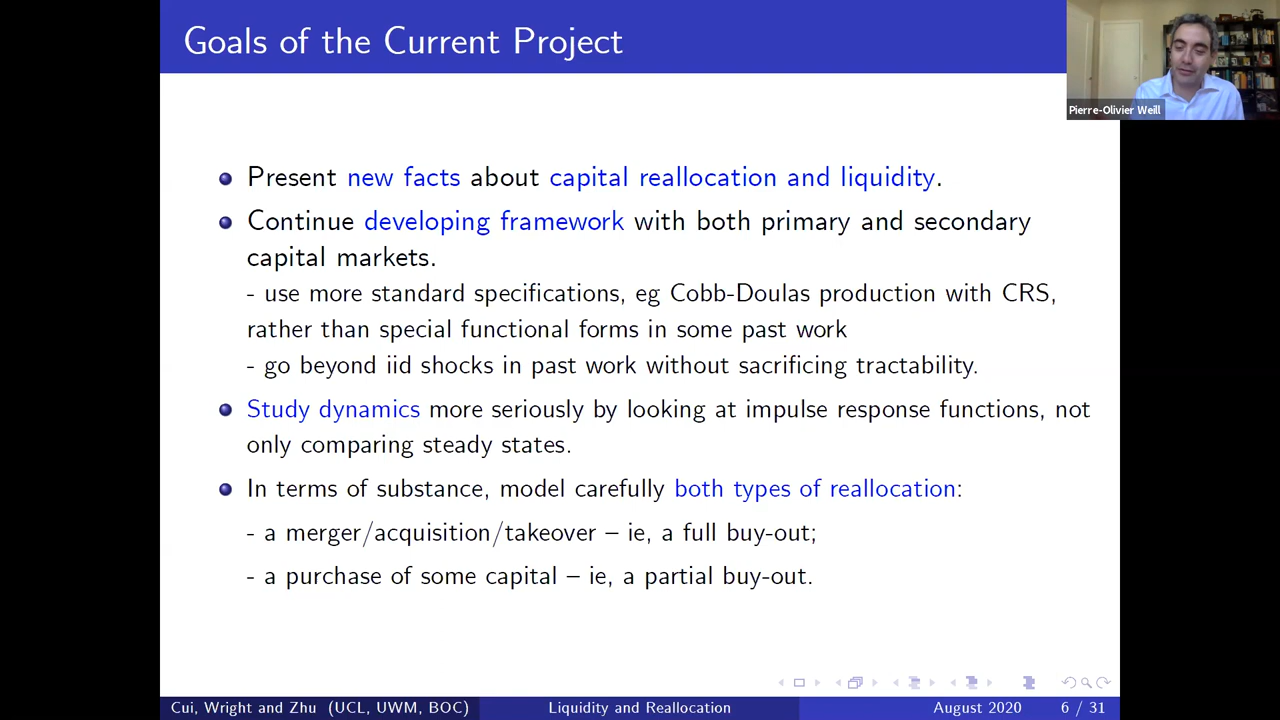 Goals of the Current Project
Pierre-Olivier Weill
Present new facts about capital reallocation and liquidity.
Continue developing framework with both primary and secondary
capital markets.
- use more standard specifications, eg Cobb-Doulas production with CRS,
rather than special functional forms in some past work
- go beyond iid shocks in past work without sacrificing tractability.
Study dynamics more seriously by looking at impulse response functions, not
only comparing steady states.
In terms of substance, model carefully both types of reallocation:
- a merger/acquisition/takeover – ie, a full buy-out;
- a purchase of some capital – ie, a partial buy-out.
Cui, Wright and Zhu (UCL, UWM, BOC) Liquidity and Reallocation August 2020 6 / 31